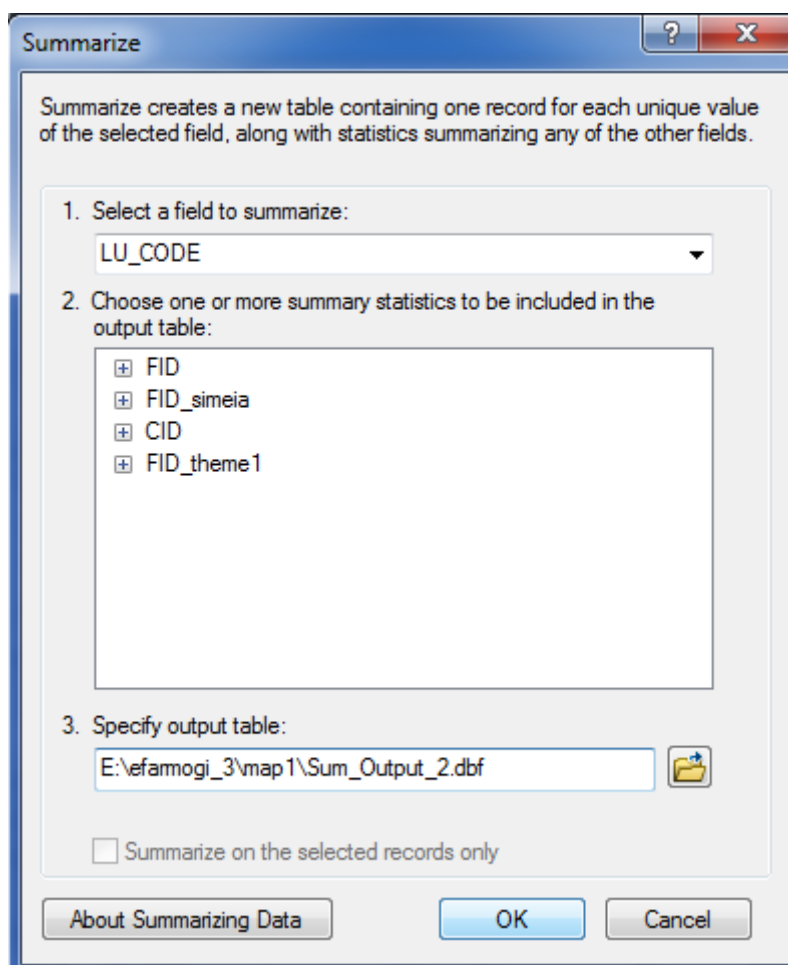 Summarize
Summarize creates a new table containing one record for each unique value
of the selected field, along with statistics summarizing any of the other fields.
1. Select a field to summarize:
LU_CODE
2. Choose one or more summary statistics to be included in the
output table:
FID
FID_simeia
CID
FID_theme1
3. Specify output table:
E:\efarmogi_3\map1\Sum_Output_2.dbf
Summarize on the selected records only
About Summarizing Data OK Cancel